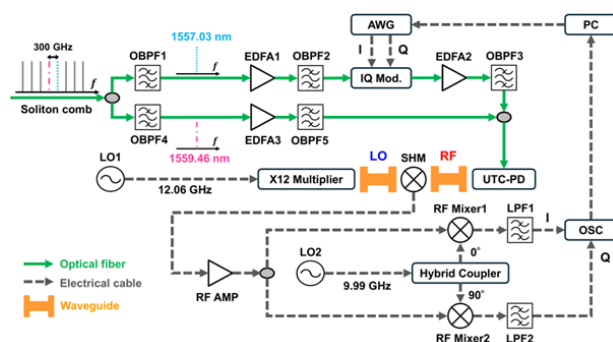 AWG
PC
300 GHz
1557.03 nm
I
Q
OBPF1
EDFA1
OBPF2
EDFA2
OBPF3
f
f
IQ Mod.
Soliton comb
OBPF4
EDFA3
OBPF5
f
1559.46 nm
LO1
LO
SHM
RF
X12 Multiplier
UTC-PD
12.06 GHz
RF Mixer1
LPF1
I
OSC
LO2
0°
Q
Optical fiber
Electrical cable
Waveguide
RF AMP
9.99 GHz
Hybrid Coupler
90°
RF Mixer2
LPF2